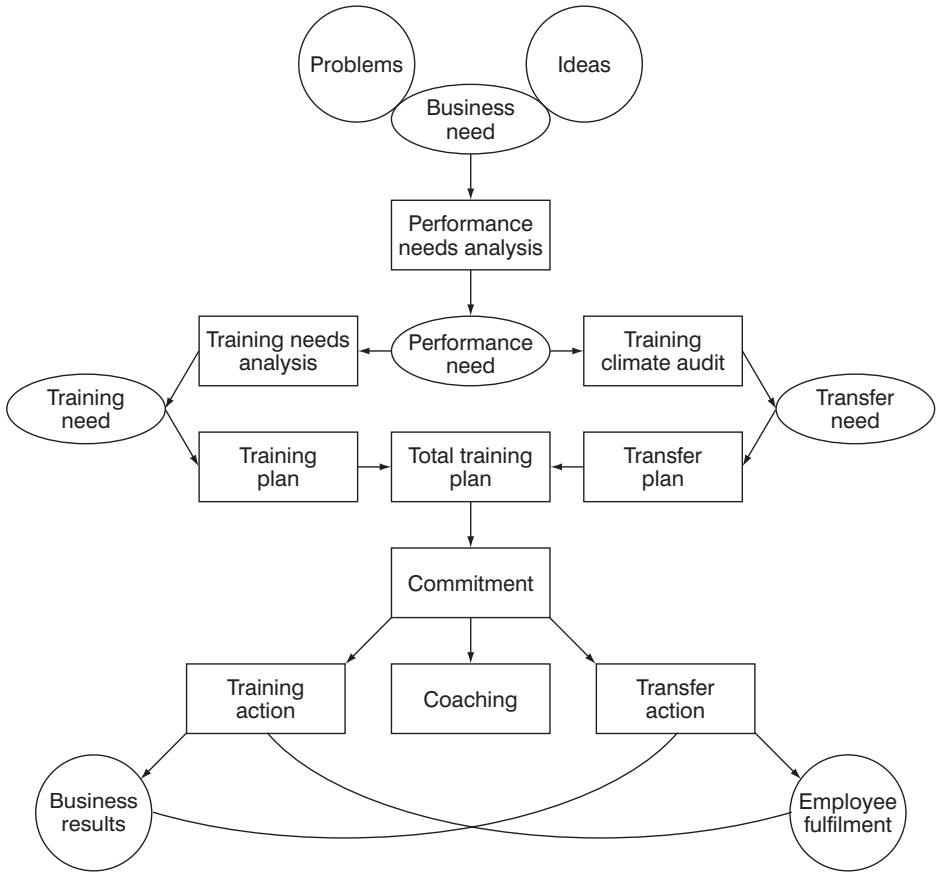 Problems
Ideas
Business
need
Performance
needs analysis
Training needs
analysis
Performance
need
Training
climate audit
Training
need
Transfer
need
Training
plan
Total training
plan
Transfer
plan
Commitment
Training
action
Coaching
Transfer
action
Business
results
Employee
fulfilment